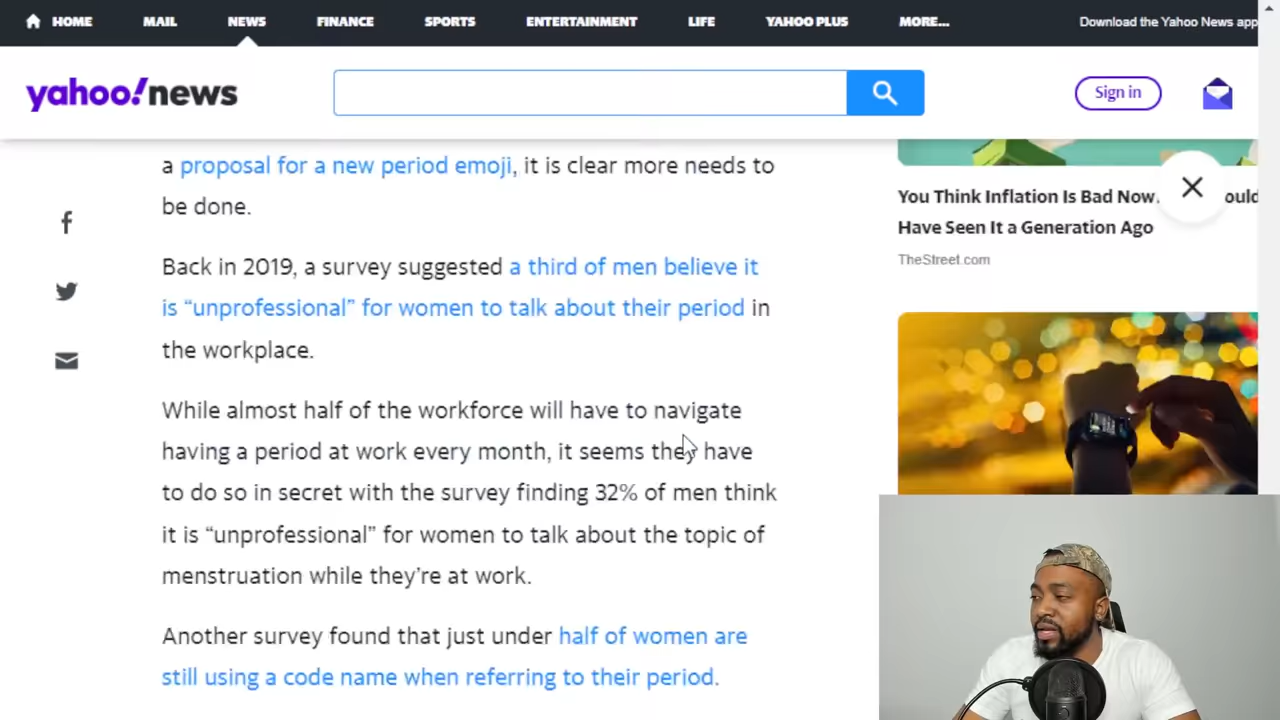 HOME MAIL NEWS FINANCE SPORTS ENTERTAINMENT LIFE YAHOO PLUS MORE... Download the Yahoo News app
yahoo!news
Sign in
a proposal for a new period emoji, it is clear more needs to
be done.
Back in 2019, a survey suggested a third of men believe it
is “unprofessional” for women to talk about their period in
the workplace.
While almost half of the workforce will have to navigate
having a period at work every month, it seems they have
to do so in secret with the survey finding 32% of men think
it is “unprofessional” for women to talk about the topic of
menstruation while they’re at work.
Another survey found that just under half of women are
still using a code name when referring to their period.
You Think Inflation Is Bad Now
Have Seen It a Generation Ago
TheStreet.com